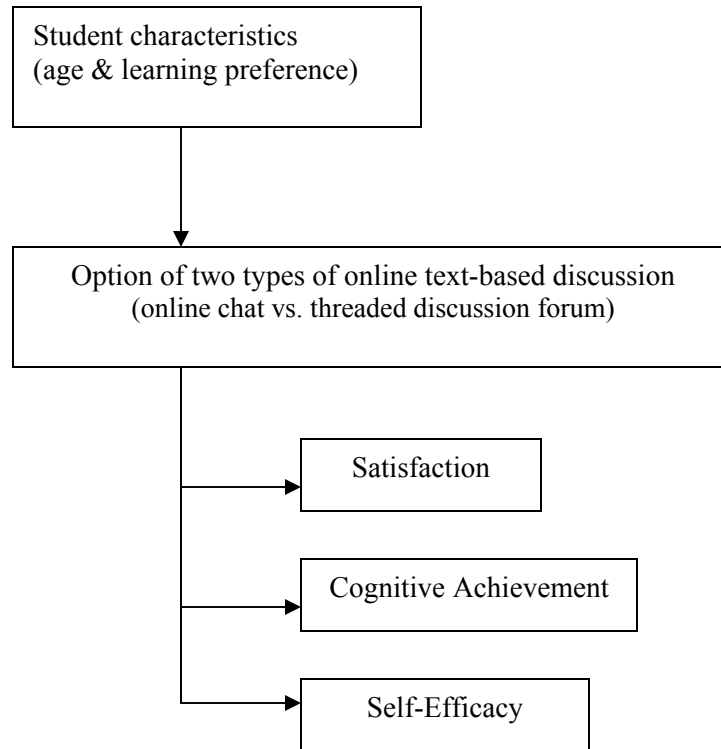 Student characteristics
(age & learning preference)
Option of two types of online text-based discussion
(online chat vs. threaded discussion forum)
Satisfaction
Cognitive Achievement
Self-Efficacy